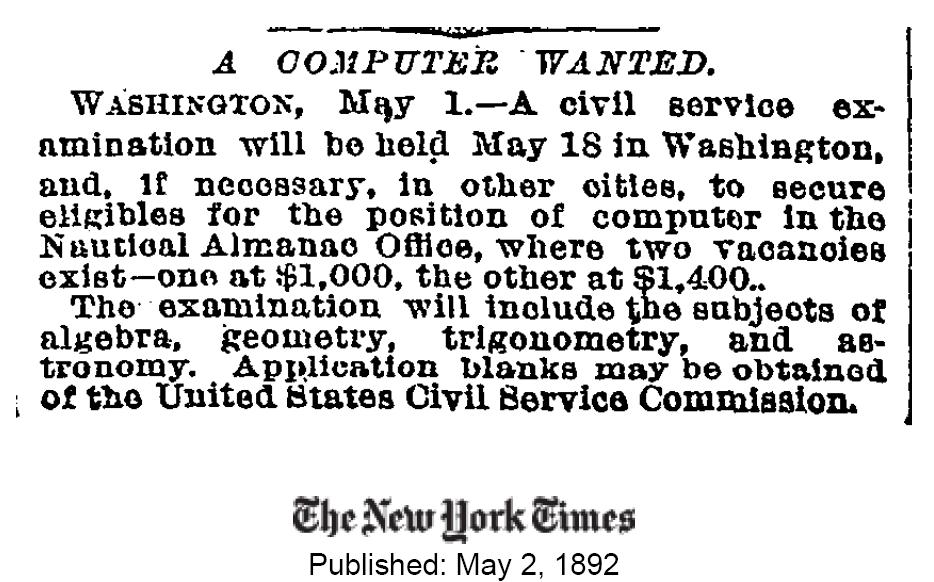 A COMPUTER WANTED.
WASHINGTON, May 1.—A civil service ex-
amination will be held May 18 in Washington,
and, if necessary, in other cities, to secure
eligibles for the position of computer in the
Nautical Almanac Office, where two vacancies
exist—one at $1,000, the other at $1,400..
The examination will include the subjects of
algebra, geometry, trigonometry, and as-
tronomy. Application blanks may be obtained
of the United States Civil Service Commission.
The New York Times
Published: May 2, 1892